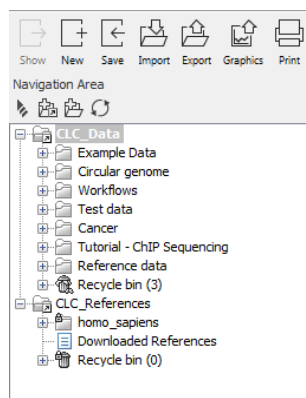 Show New Save Import Export Graphics Print
Navigation Area
CLC_Data
Example Data
Circular genome
Workflows
Test data
Cancer
Tutorial - ChIP Sequencing
Reference data
Recycle bin (3)
CLC_References
homo_sapiens
Downloaded References
Recycle bin (0)